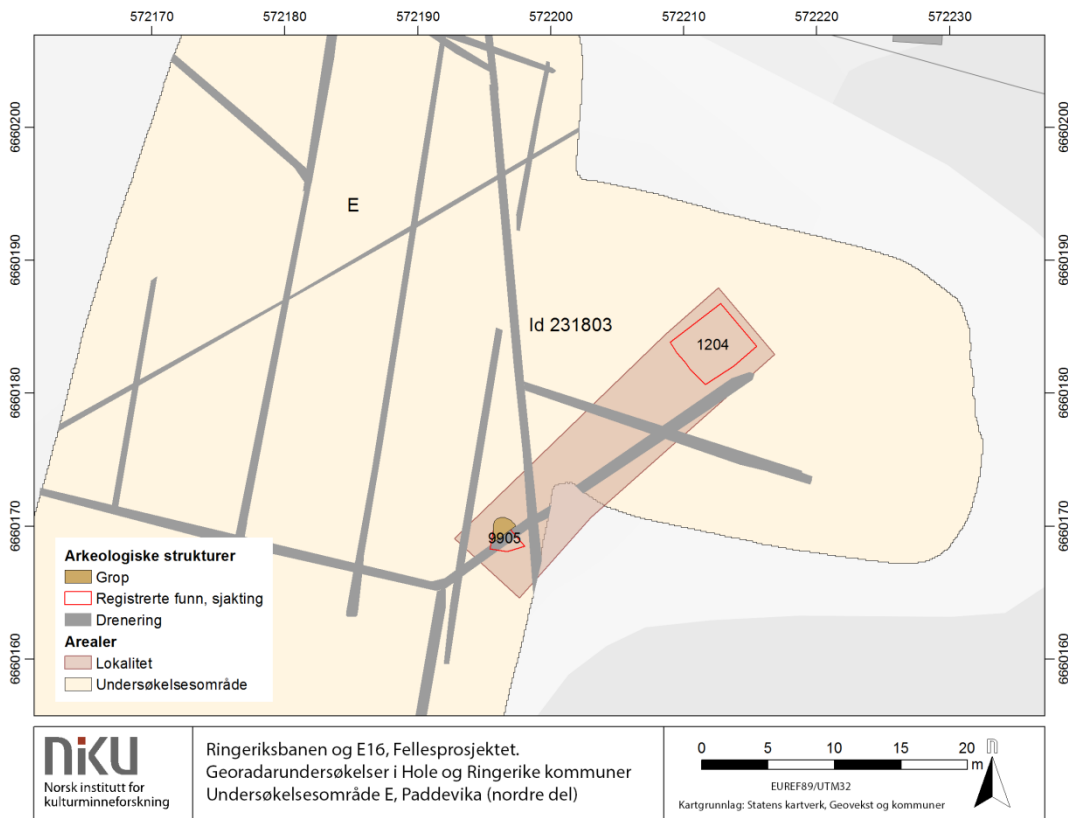 572170 572180 572190 572200 572210 572220 572230
6660200 6660200
E
6660190 6660190
Id 231803
1204
6660180 6660180
6660170 6660170
9905
Arkeologiske strukturer
Grop
Registrerte funn, sjakting
Drenering
Arealer
Lokalitet
Undersøkelsesområde
6660160 6660160
niku
Norsk institutt for
kulturminneforskning
Ringeriksbanen og E16, Fellesprosjektet.
Georadarundersøkelser i Hole og Ringerike kommuner
Undersøkelsesområde E, Paddevika (nordre del)
0 5 10 15 20
m
n
EUREF89/UTM32
Kartgrunnlag: Statens kartverk, Geovekst og kommuner